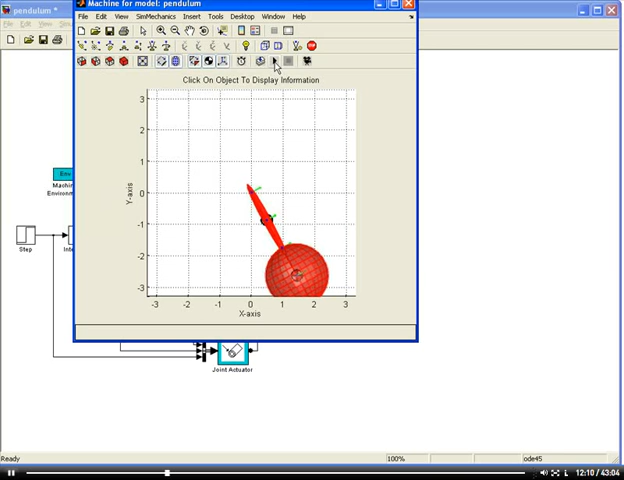 pendulum *
Machine for model: pendulum
File Edit View SimMechanics Insert Tools Desktop Window Help
Click On Object To Display Information
3
2
1
0
-1
-2
-3
Y-axis
-3 -2 -1 0 1 2 3
X-axis
Env
Step
Joint Actuator
Ready 100% ode45
12:10 / 43:04